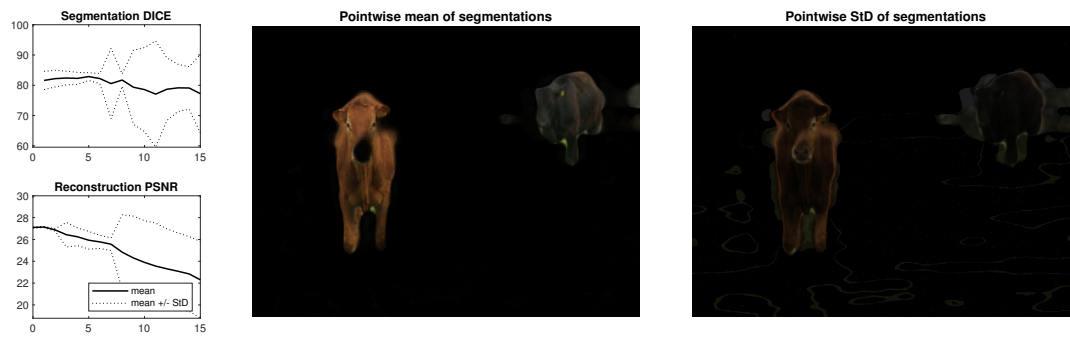 Segmentation DICE
100
90
80
70
60
0 5 10 15
Reconstruction PSNR
30
28
26
24
22
20
mean
mean +/- StD
0 5 10 15
Pointwise mean of segmentations
Pointwise StD of segmentations